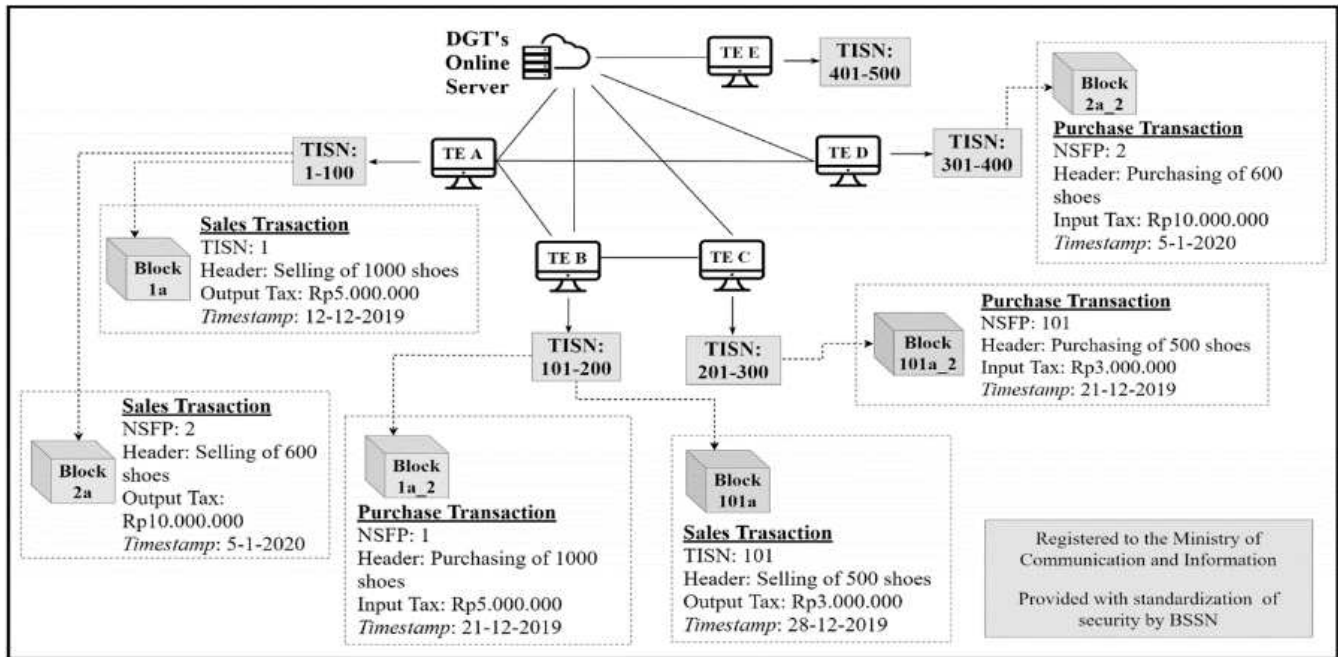 DGT's
Online
Server
TE E
TISN:
401-500
Block
2a_2
Purchase Transaction
NSFP: 2
Header: Purchasing of 600
shoes
Input Tax: Rp10.000.000
Timestamp: 5-1-2020
TISN:
1-100
TE A
TE D
TISN:
301-400
Sales Trasaction
TISN: 1
Header: Selling of 1000 shoes
Output Tax: Rp5.000.000
Timestamp: 12-12-2019
Block
1a
TE B
TE C
TISN:
101-200
TISN:
201-300
Block
101a_2
Purchase Transaction
NSFP: 101
Header: Purchasing of 500 shoes
Input Tax: Rp3.000.000
Timestamp: 21-12-2019
Block
2a
Sales Trasaction
NSFP: 2
Header: Selling of 600
shoes
Output Tax:
Rp10.000.000
Timestamp: 5-1-2020
Block
1a_2
Purchase Transaction
NSFP: 1
Header: Purchasing of 1000
shoes
Input Tax: Rp5.000.000
Timestamp: 21-12-2019
Block
101a
Sales Trasaction
TISN: 101
Header: Selling of 500 shoes
Output Tax: Rp3.000.000
Timestamp: 28-12-2019
Registered to the Ministry of
Communication and Information
Provided with standardization of
security by BSSN